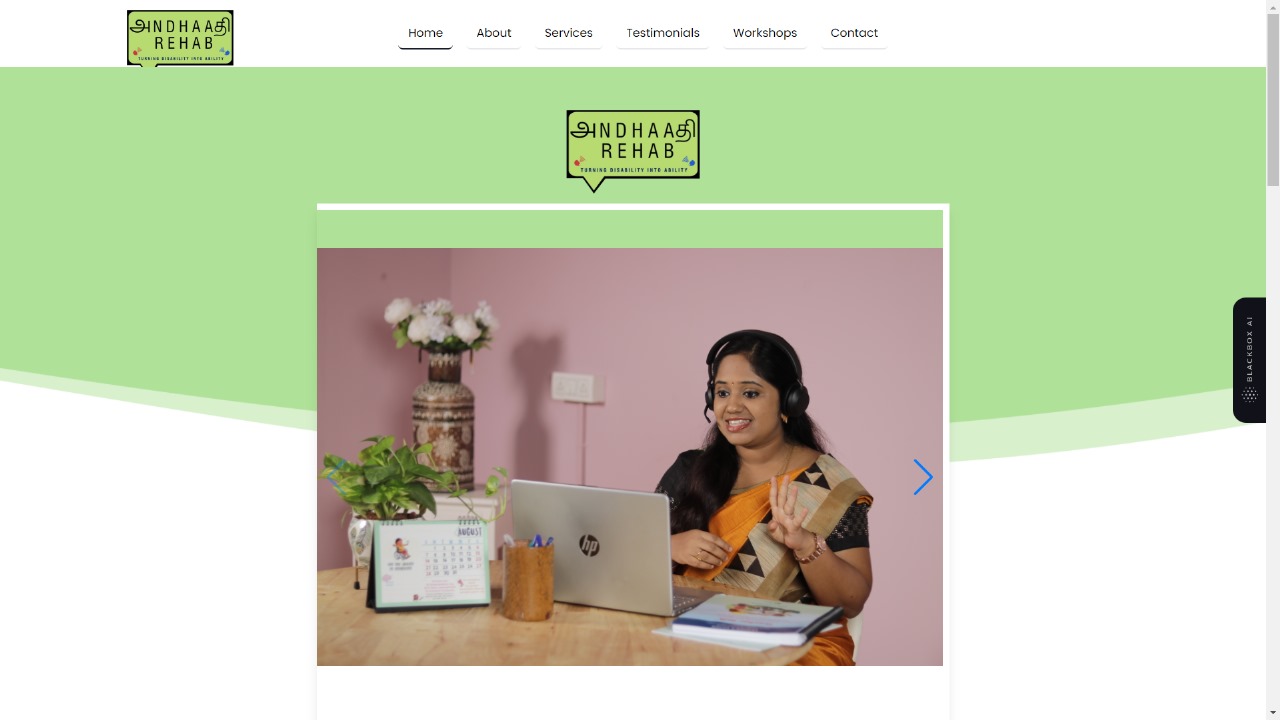 அNDHAAதி
REHAB
TURNING DISABILITY INTO ABILITY
Home
About
Services
Testimonials
Workshops
Contact
அNDHAAதி
REHAB
TURNING DISABILITY INTO ABILITY
BLACKBOX AI
AUGUST
hp